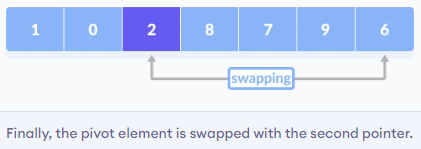 1 0 2 8 7 9 6
swapping
Finally, the pivot element is swapped with the second pointer.